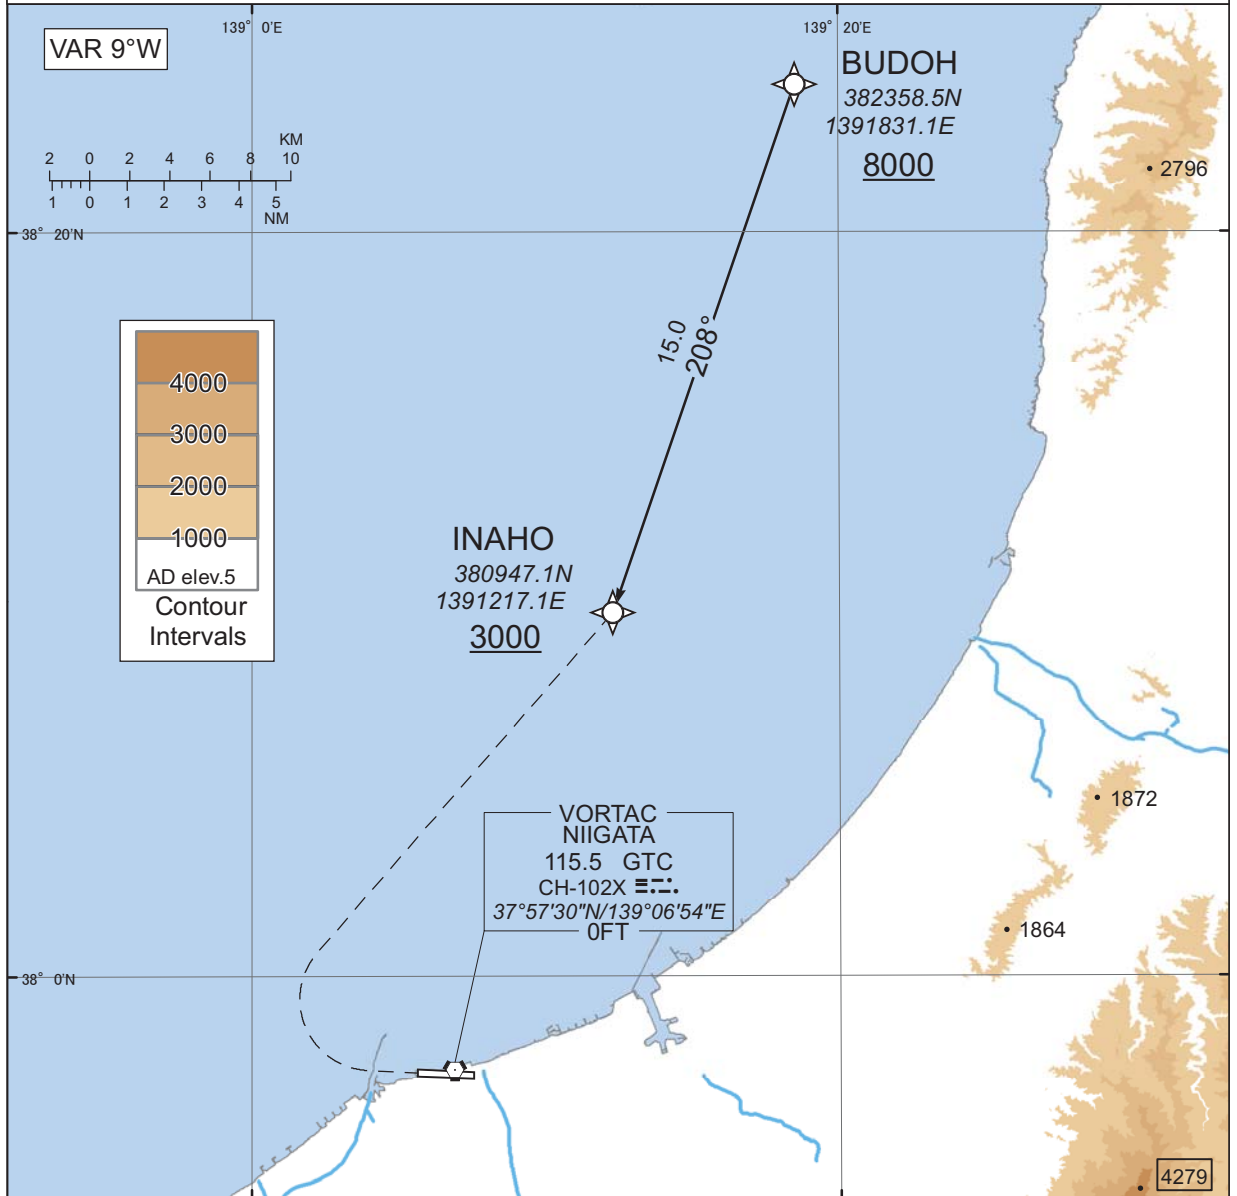 139° 0'E
139° 20'E
VAR 9°W
BUDOH
382358.5N
1391831.1E
8000
KM
2 0 2 4 6 8 10
1 0 1 2 3 4 5
NM
2796
38° 20'N
15.0
208°
4000
3000
2000
1000
AD elev.5
Contour
Intervals
INAHO
380947.1N
1391217.1E
3000
VORTAC
NIIGATA
115.5 GTC
CH-102X
37°57'30"N/139°06'54"E
0FT
1872
1864
38° 0'N
4279